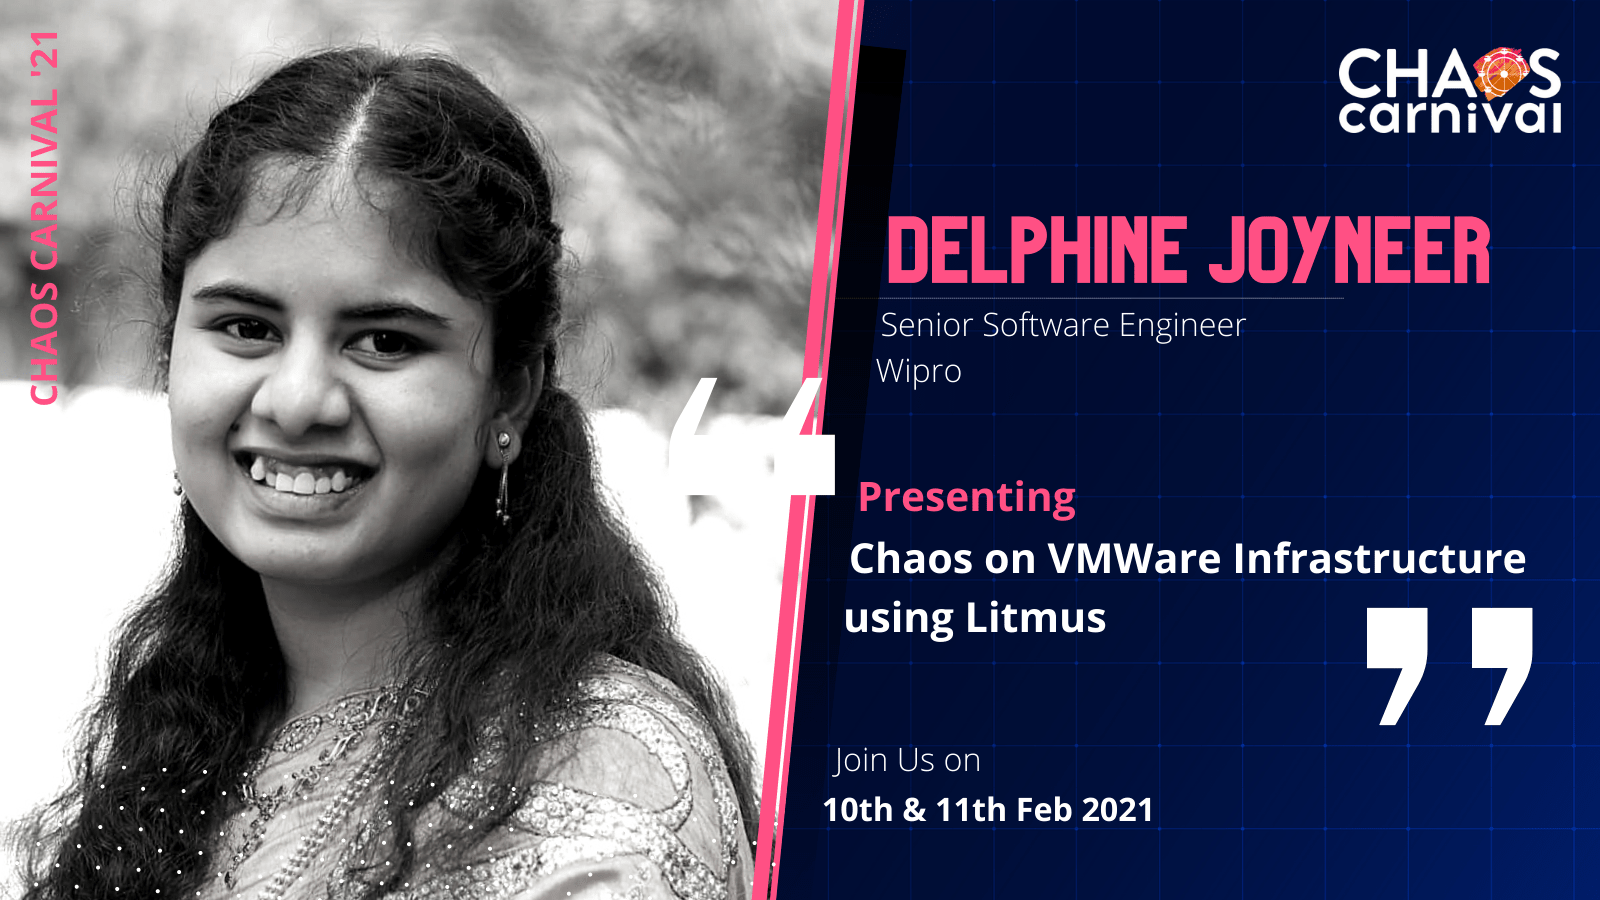 CHAOS CARNIVAL '21
CHAOS
carnival
DELPHINE JOYNEER
Senior Software Engineer
Wipro
“
Presenting
Chaos on VMWare Infrastructure
using Litmus
”
Join Us on
10th & 11th Feb 2021